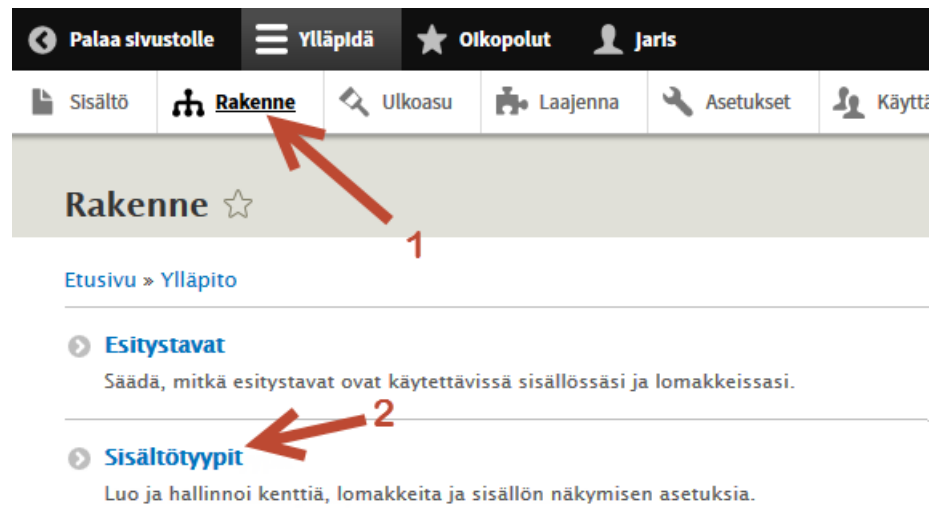 Palaa sivustolle Ylläpidä Oikopolut Jaris
Sisältö Rakenne Ulkoasu Laajenna Asetukset Käyttä
Rakenne
1
Etusivu » Ylläpito
Esitystavat
Säädä, mitkä esitystavat ovat käytettävissä sisällössäsi ja lomakkeissasi.
2
Sisältötyypit
Luo ja hallinnoi kenttiä, lomakkeita ja sisällön näkymisen asetuksia.